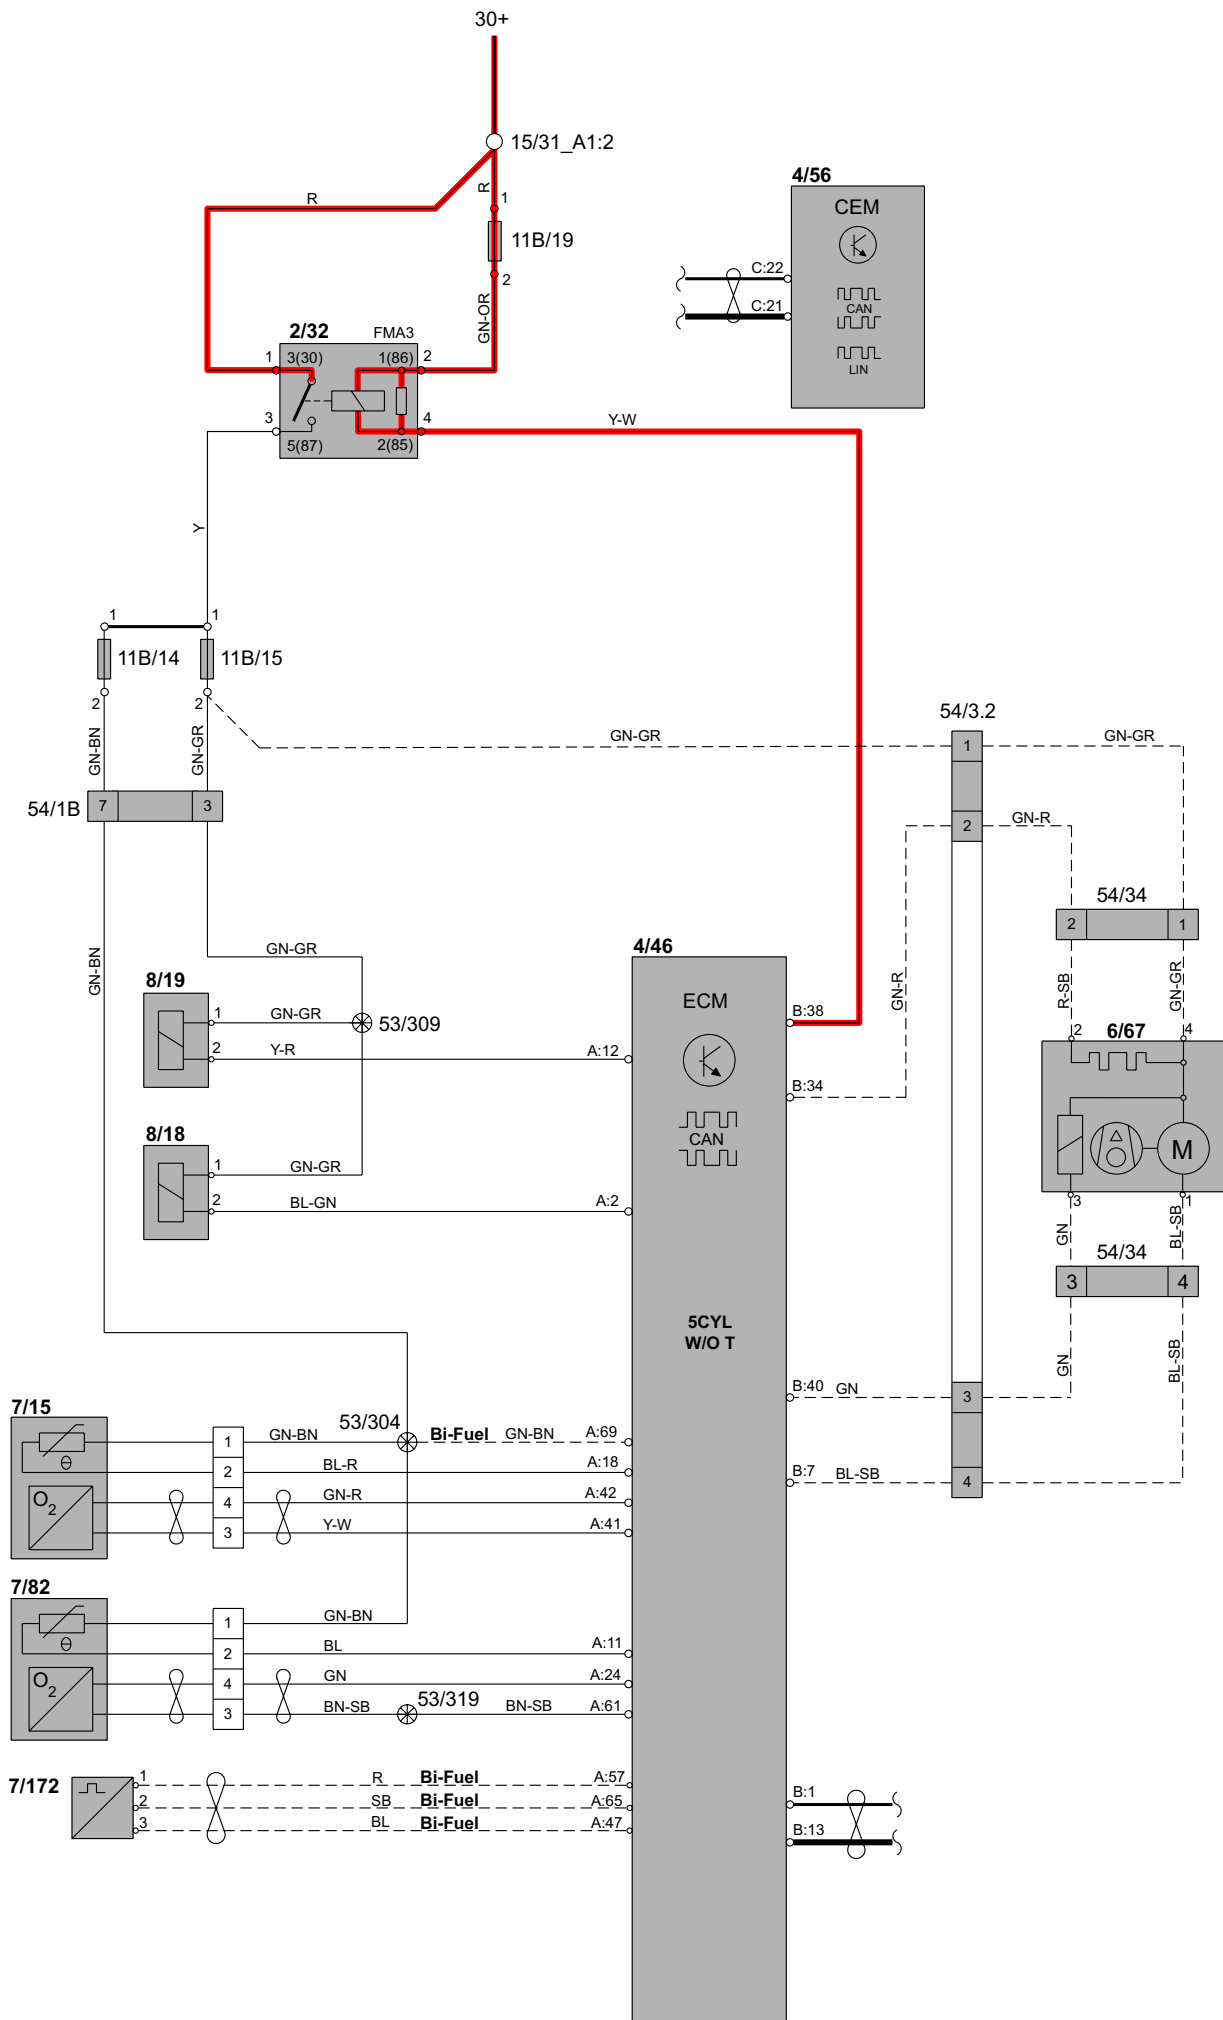 30+
15/31_A1:2
R
R
1
11B/19
2
GN-OR
4/56
CEM
C:22
C:21
CAN
LIN
2/32
FMA3
1
3(30)
1(86)
2
3
5(87)
2(85)
4
Y-W
Y
1
1
11B/14
11B/15
2
2
GN-BN
GN-GR
GN-GR
54/3.2
1
GN-GR
54/1B
7
3
2
GN-R
54/34
2
1
GN-BN
GN-GR
4/46
GN-R
R-SB
GN-GR
8/19
1
GN-GR
53/309
2
Y-R
A:12
ECM
B:38
CAN
B:34
2
6/67
4
M
8/18
1
GN-GR
2
BL-GN
A:2
3
1
GN
BL-SB
54/34
3
4
5CYL
W/O T
GN
BL-SB
B:40
GN
3
7/15
θ
O2
1
GN-BN
53/304
Bi-Fuel
GN-BN
A:69
2
BL-R
A:18
B:7
BL-SB
4
4
GN-R
A:42
3
Y-W
A:41
7/82
θ
O2
1
GN-BN
2
BL
A:11
4
GN
A:24
3
BN-SB
53/319
BN-SB
A:61
7/172
1
R
Bi-Fuel
A:57
2
SB
Bi-Fuel
A:65
3
BL
Bi-Fuel
A:47
B:1
B:13